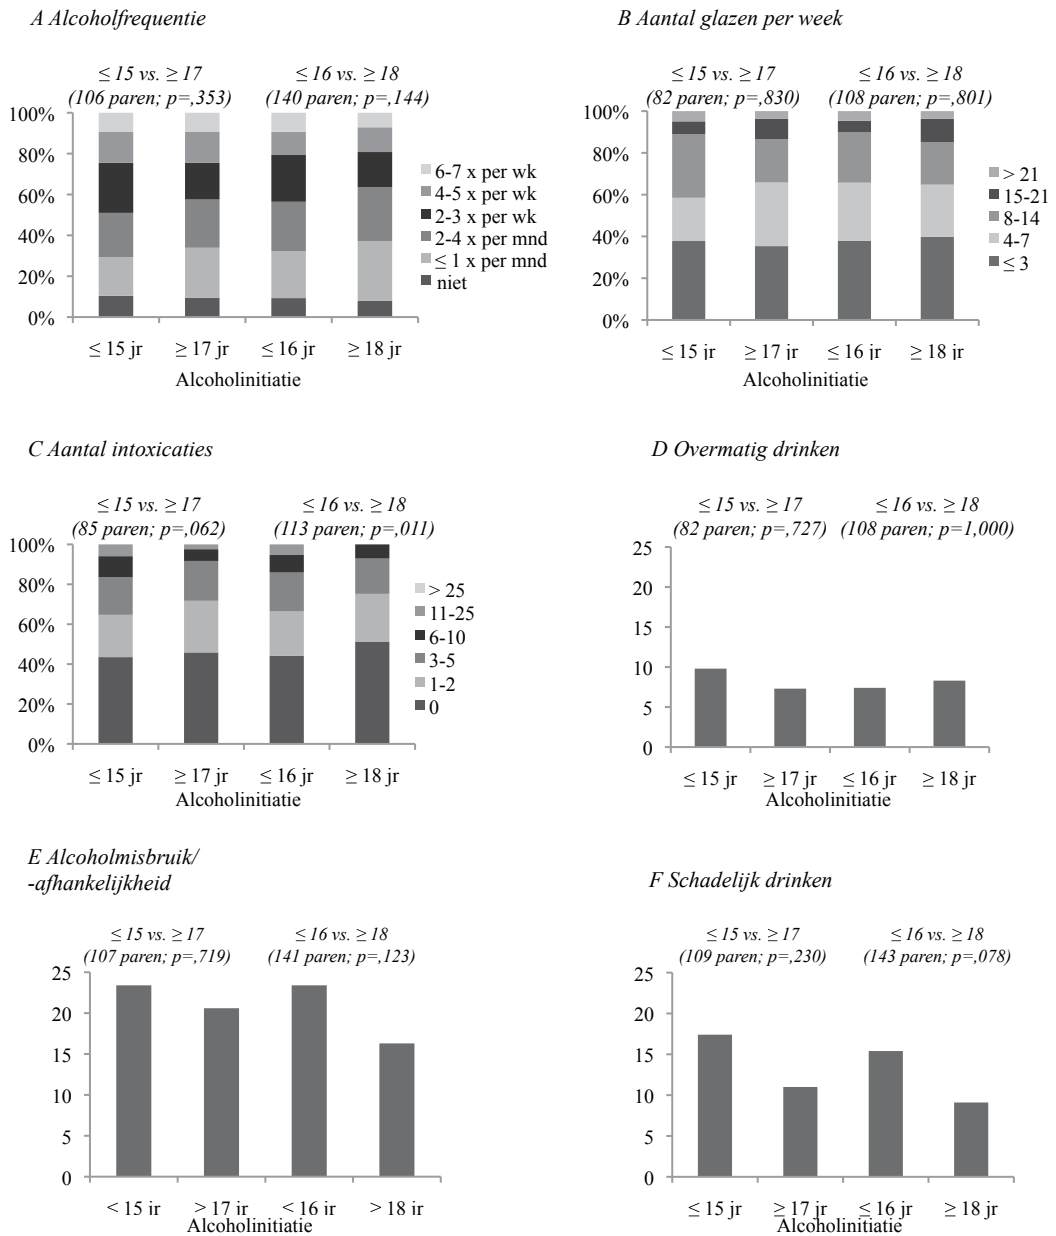 A Alcoholfrequentie
≤ 15 vs. ≥ 17
≤ 16 vs. ≥ 18
(106 paren; p=,353)
(140 paren; p=,144)
100%
80%
60%
40%
20%
0%
6-7 x per wk
4-5 x per wk
2-3 x per wk
2-4 x per mnd
≤ 1 x per mnd
niet
≤ 15 jr
≥ 17 jr
≤ 16 jr
≥ 18 jr
Alcoholinitiatie
B Aantal glazen per week
≤ 15 vs. ≥ 17
≤ 16 vs. ≥ 18
(82 paren; p=,830)
(108 paren; p=,801)
100%
80%
60%
40%
20%
0%
> 21
15-21
8-14
4-7
≤ 3
≤ 15 jr
≥ 17 jr
≤ 16 jr
≥ 18 jr
Alcoholinitiatie
C Aantal intoxicaties
≤ 15 vs. ≥ 17
≤ 16 vs. ≥ 18
(85 paren; p=,062)
(113 paren; p=,011)
100%
80%
60%
40%
20%
0%
> 25
11-25
6-10
3-5
1-2
0
≤ 15 jr
≥ 17 jr
≤ 16 jr
≥ 18 jr
Alcoholinitiatie
D Overmatig drinken
≤ 15 vs. ≥ 17
≤ 16 vs. ≥ 18
(82 paren; p=,727)
(108 paren; p=1,000)
25
20
15
10
5
0
≤ 15 jr
≥ 17 jr
≤ 16 jr
≥ 18 jr
Alcoholinitiatie
E Alcoholmisbruik/
-afhankelijkheid
≤ 15 vs. ≥ 17
≤ 16 vs. ≥ 18
(107 paren; p=,719)
(141 paren; p=,123)
25
20
15
10
5
0
< 15 jr
> 17 jr
< 16 jr
> 18 jr
Alcoholinitiatie
F Schadelijk drinken
≤ 15 vs. ≥ 17
≤ 16 vs. ≥ 18
(109 paren; p=,230)
(143 paren; p=,078)
25
20
15
10
5
0
≤ 15 jr
≥ 17 jr
≤ 16 jr
≥ 18 jr
Alcoholinitiatie